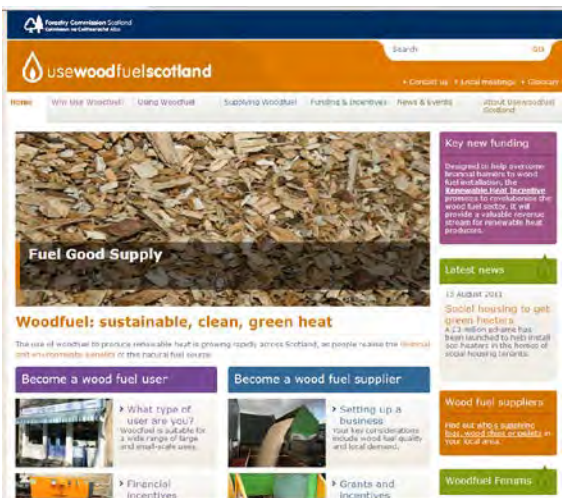 Forestry Commission Scotland
Coimisean na Coilltearachd Alba
Search
GO
usewoodfuelscotland
Contact us
Local meetings
Glossary
Home
Why Use Woodfuel?
Using Woodfuel
Supplying Woodfuel
Funding & Incentives
News & Events
About Usewoodfuel
Scotland
Fuel Good Supply
Woodfuel: sustainable, clean, green heat
The use of woodfuel to produce renewable heat is growing rapidly across Scotland, as people realise the financial
and environmental benefits of this natural fuel source.
Become a wood fuel user
What type of
user are you?
Woodfuel is suitable for
a wide range of large
and small-scale uses.
Financial
incentives
Become a wood fuel supplier
Setting up a
business
Your key considerations
include wood fuel quality
and local demand.
Grants and
incentives
Key new funding
Designed to help overcome
financial barriers to wood
fuel installation, the
Renewable Heat Incentive
promises to revolutionise the
wood fuel sector. It will
provide a valuable revenue
stream for renewable heat
producers.
Latest news
August 2011
Social housing to get
green heaters
million scheme has
been launched to help install
eco heaters in the homes of
social housing tenants.
Wood fuel suppliers
Find out who's supplying
logs, wood chips or pellets in
your local area.
Woodfuel Forums